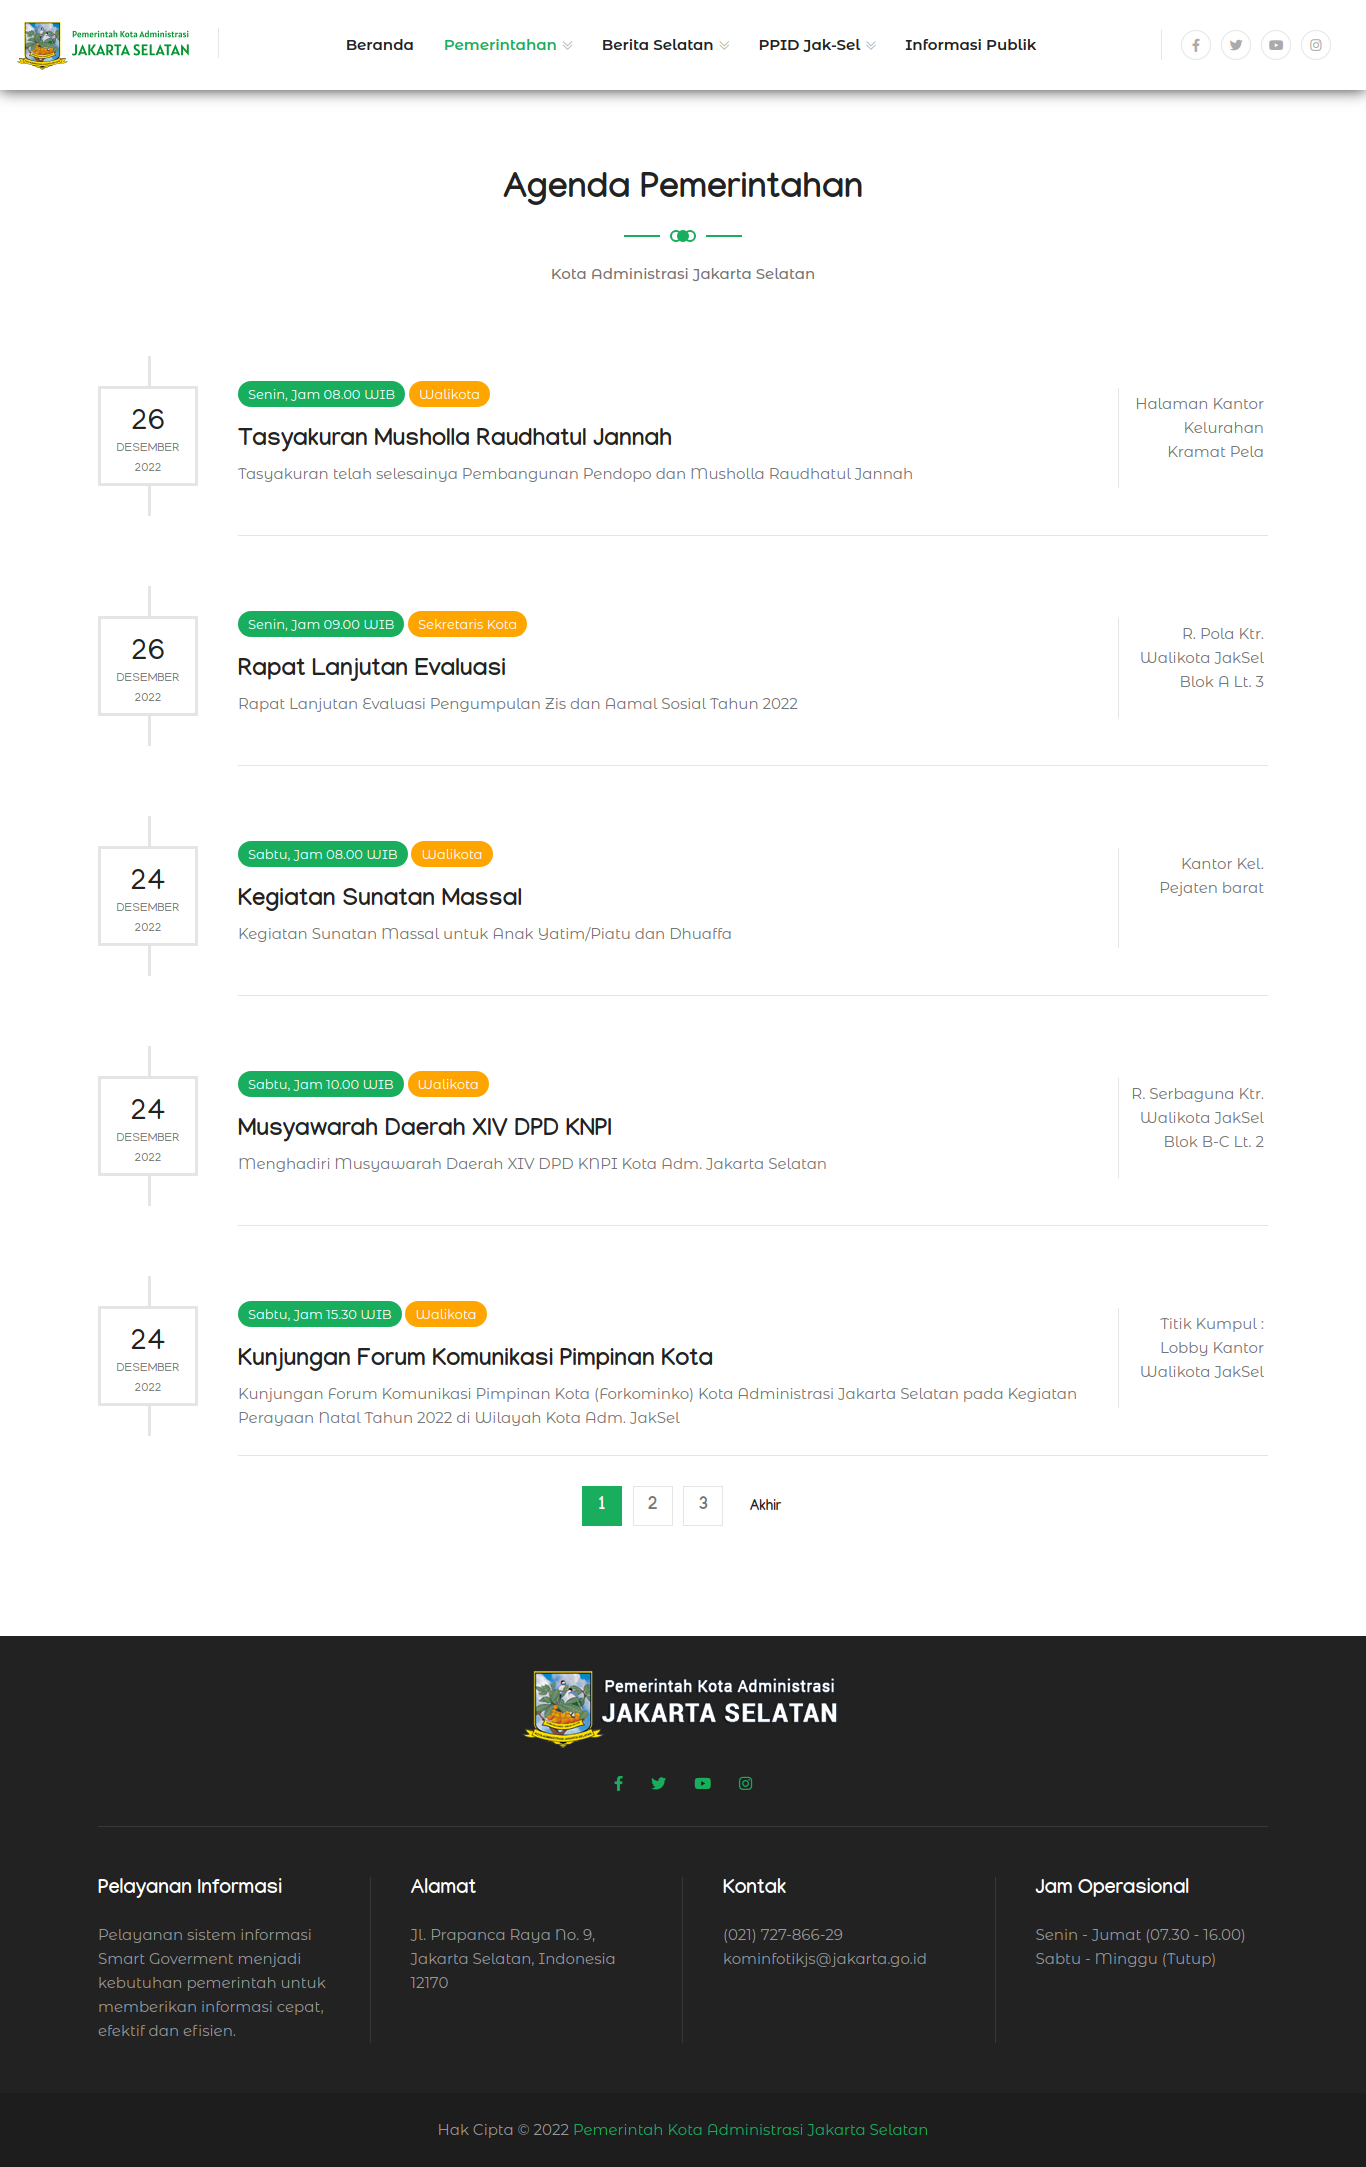 Pemerintah Kota Administrasi
JAKARTA SELATAN
Beranda
Pemerintahan
Berita Selatan
PPID Jak-Sel
Informasi Publik
Agenda Pemerintahan
Kota Administrasi Jakarta Selatan
26
DESEMBER
2022
Senin, Jam 08.00 WIB
Walikota
Tasyakuran Musholla Raudhatul Jannah
Tasyakuran telah selesainya Pembangunan Pendopo dan Musholla Raudhatul Jannah
Halaman Kantor
Kelurahan
Kramat Pela
26
DESEMBER
2022
Senin, Jam 09.00 WIB
Sekretaris Kota
Rapat Lanjutan Evaluasi
Rapat Lanjutan Evaluasi Pengumpulan Zis dan Aamal Sosial Tahun 2022
R. Pola Ktr.
Walikota JakSel
Blok A Lt. 3
24
DESEMBER
2022
Sabtu, Jam 08.00 WIB
Walikota
Kegiatan Sunatan Massal
Kegiatan Sunatan Massal untuk Anak Yatim/Piatu dan Dhuaffa
Kantor Kel.
Pejaten barat
24
DESEMBER
2022
Sabtu, Jam 10.00 WIB
Walikota
Musyawarah Daerah XIV DPD KNPI
Menghadiri Musyawarah Daerah XIV DPD KNPI Kota Adm. Jakarta Selatan
R. Serbaguna Ktr.
Walikota JakSel
Blok B-C Lt. 2
24
DESEMBER
2022
Sabtu, Jam 15.30 WIB
Walikota
Kunjungan Forum Komunikasi Pimpinan Kota
Kunjungan Forum Komunikasi Pimpinan Kota (Forkominko) Kota Administrasi Jakarta Selatan pada Kegiatan
Perayaan Natal Tahun 2022 di Wilayah Kota Adm. JakSel
Titik Kumpul :
Lobby Kantor
Walikota JakSel
1
2
3
Akhir
Pemerintah Kota Administrasi
JAKARTA SELATAN
Pelayanan Informasi
Pelayanan sistem informasi
Smart Goverment menjadi
kebutuhan pemerintah untuk
memberikan informasi cepat,
efektif dan efisien.
Alamat
Jl. Prapanca Raya No. 9,
Jakarta Selatan, Indonesia
12170
Kontak
(021) 727-866-29
kominfotikjs@jakarta.go.id
Jam Operasional
Senin - Jumat (07.30 - 16.00)
Sabtu - Minggu (Tutup)
Hak Cipta © 2022 Pemerintah Kota Administrasi Jakarta Selatan